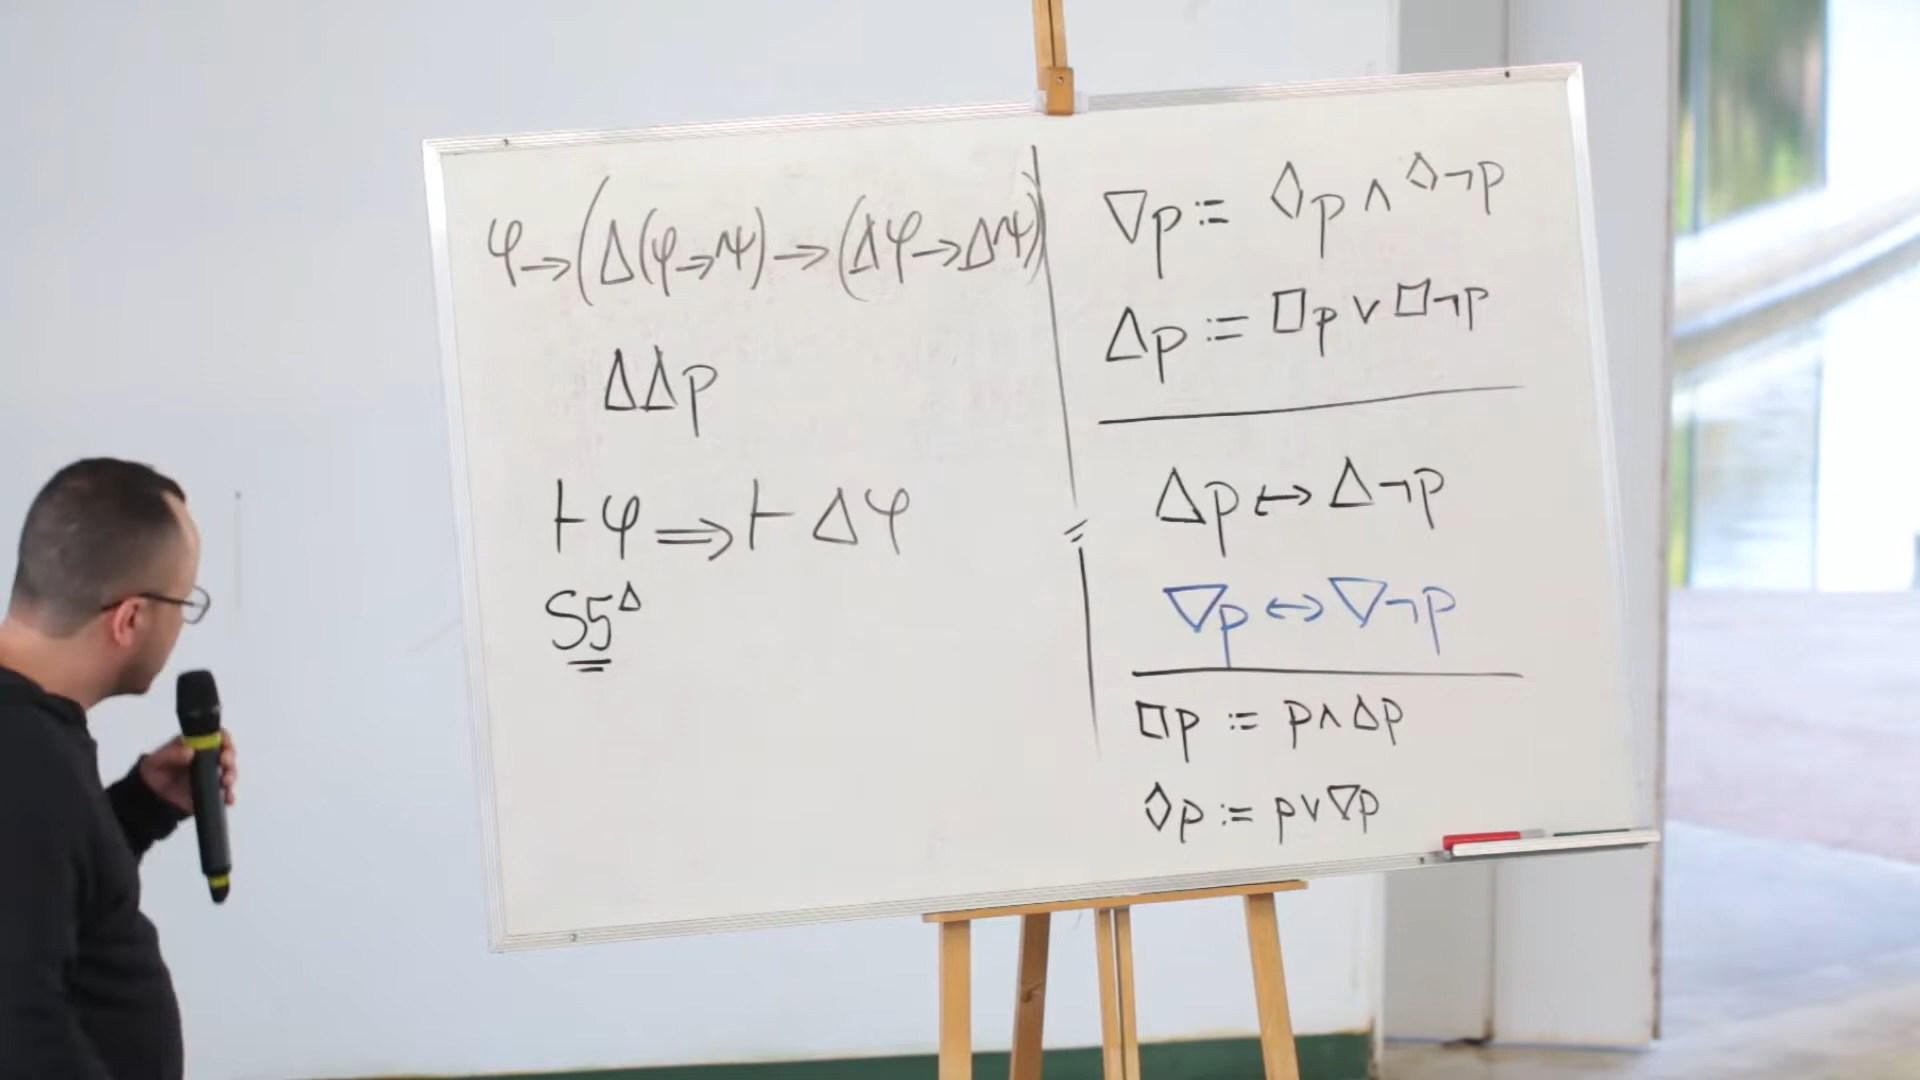 φ→(Δ(φ→ψ)→(Δφ→Δψ))
ΔΔp
⊢φ⇒⊢Δφ
S5^Δ
∇p := ◊p∧◊¬p
Δp := □p∨□¬p
Δp↔Δ¬p
∇p↔∇¬p
□p := p∧Δp
◊p := p∨∇p